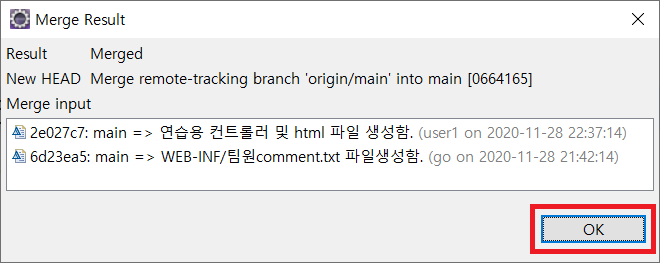 Merge Result
Result Merged
New HEAD Merge remote-tracking branch 'origin/main' into main [0664165]
Merge input
2e027c7: main => 연습용 컨트롤러 및 html 파일 생성함. (user1 on 2020-11-28 22:37:14)
6d23ea5: main => WEB-INF/팀원comment.txt 파일생성함. (go on 2020-11-28 21:42:14)
OK